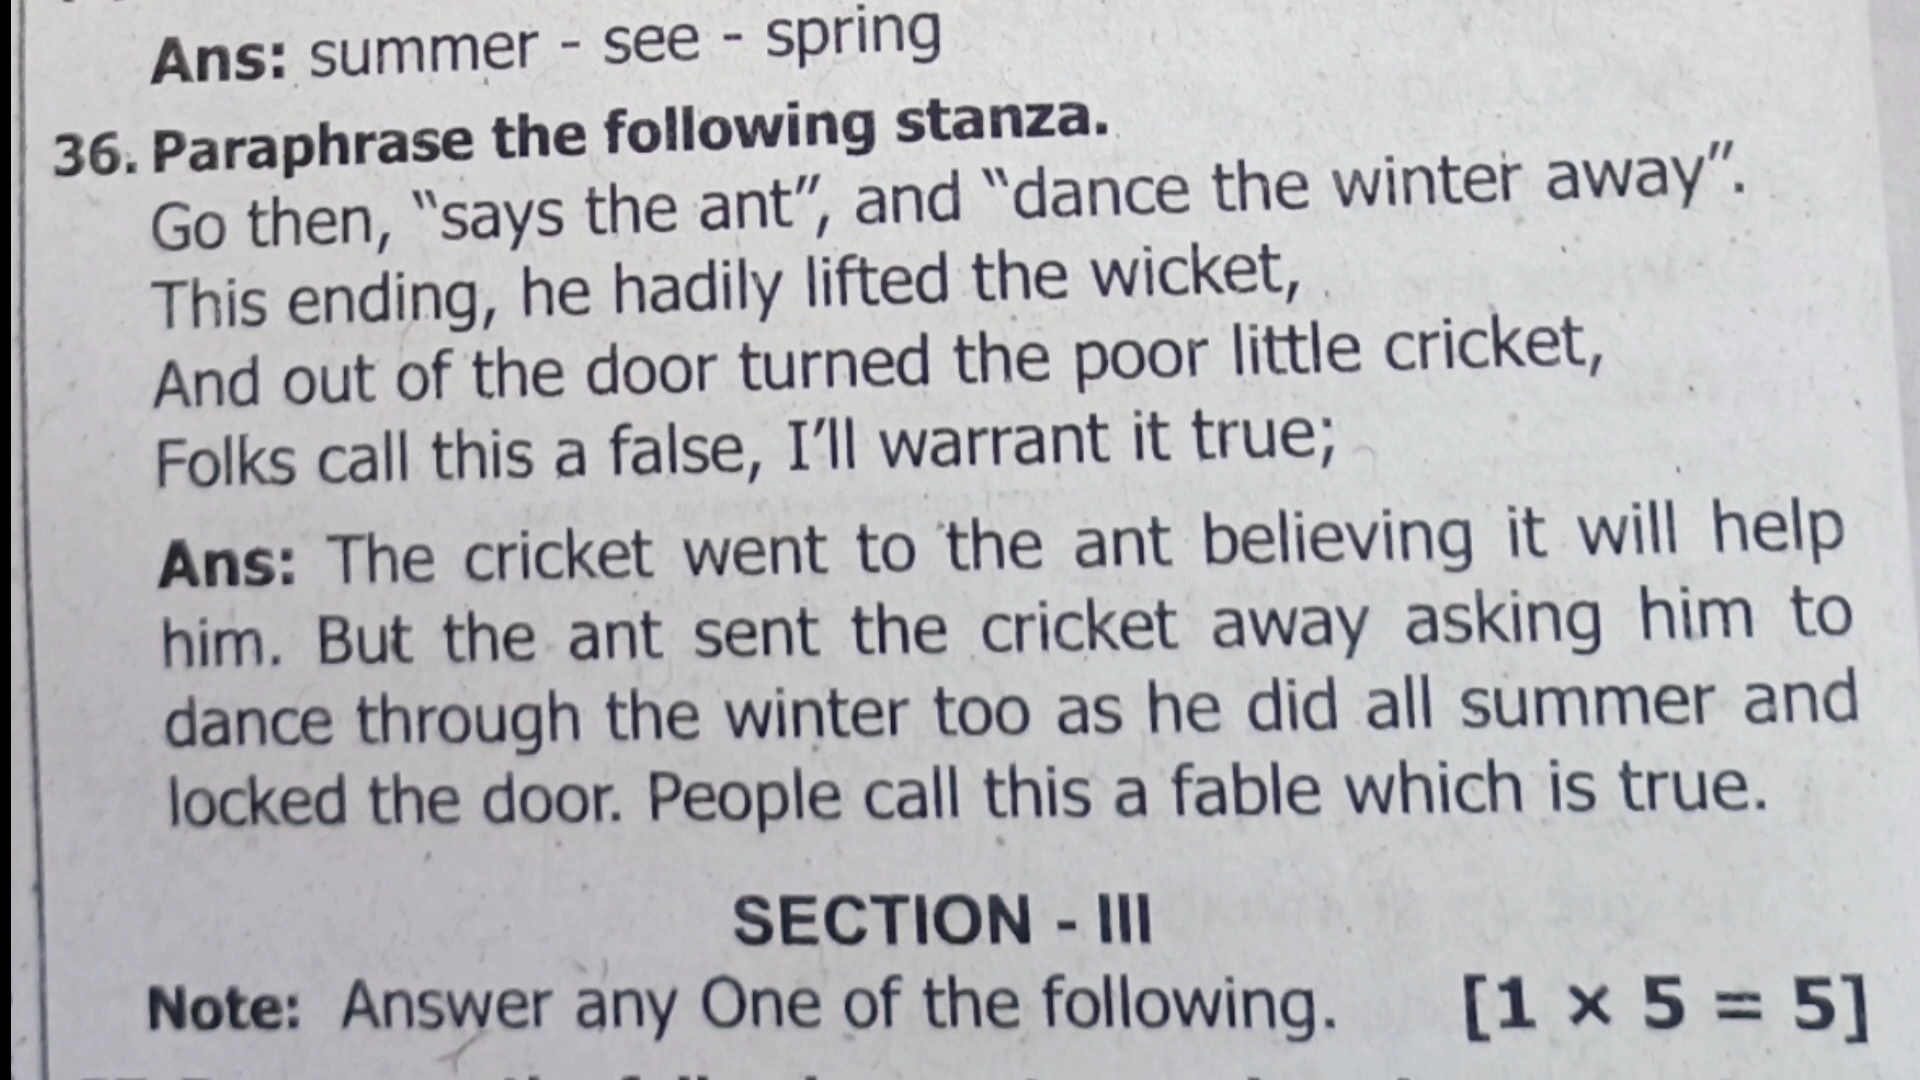 Ans: summer - see - spring
36. Paraphrase the following stanza.
Go then, “says the ant”, and “dance the winter away”.
This ending, he hadily lifted the wicket,
And out of the door turned the poor little cricket,
Folks call this a false, I’ll warrant it true;
Ans: The cricket went to the ant believing it will help
him. But the ant sent the cricket away asking him to
dance through the winter too as he did all summer and
locked the door. People call this a fable which is true.
SECTION - III
Note: Answer any One of the following. [1 × 5 = 5]